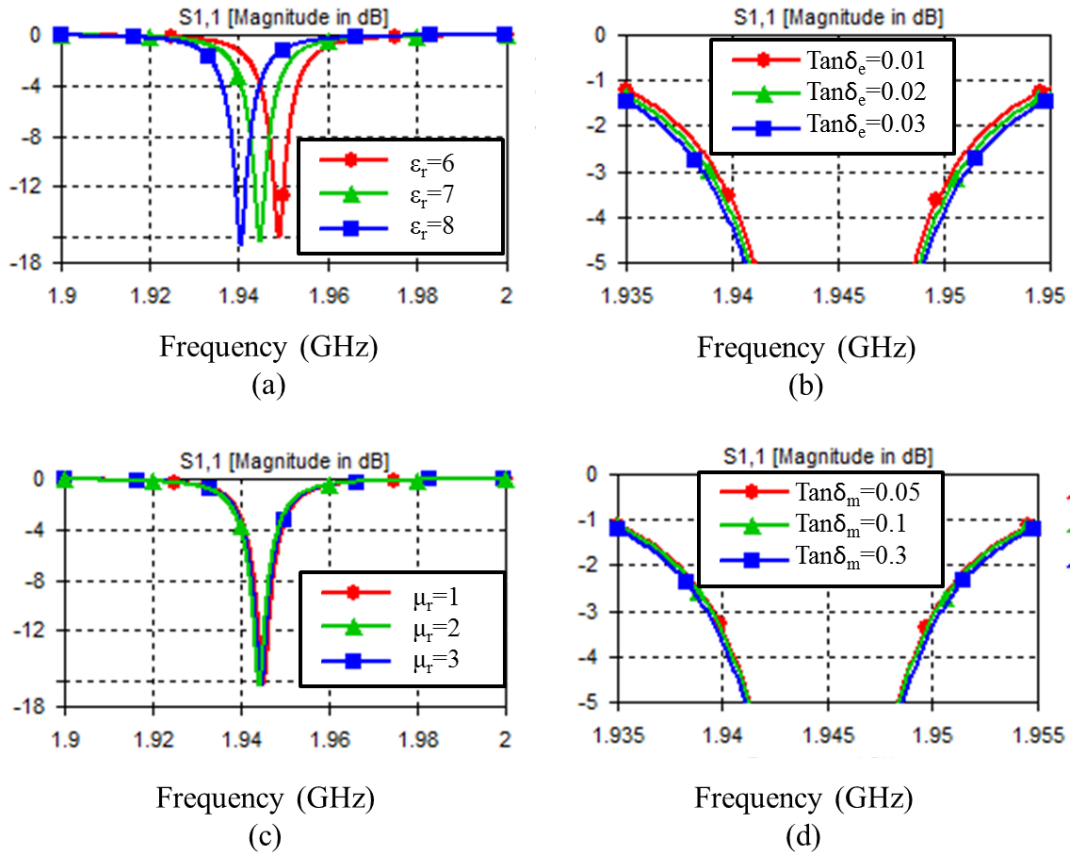 S1,1 [Magnitude in dB]
0
-4
-8
-12
-18
εr=6
εr=7
εr=8
1.9 1.92 1.94 1.96 1.98 2
Frequency (GHz)
(a)
S1,1 [Magnitude in dB]
0
-1
-2
-3
-4
-5
Tanδe=0.01
Tanδe=0.02
Tanδe=0.03
1.935 1.94 1.945 1.95 1.95
Frequency (GHz)
(b)
S1,1 [Magnitude in dB]
0
-4
-8
-12
-18
μr=1
μr=2
μr=3
1.9 1.92 1.94 1.96 1.98 2
Frequency (GHz)
(c)
S1,1 [Magnitude in dB]
0
-1
-2
-3
-4
-5
Tanδm=0.05
Tanδm=0.1
Tanδm=0.3
1.935 1.94 1.945 1.95 1.955
Frequency (GHz)
(d)